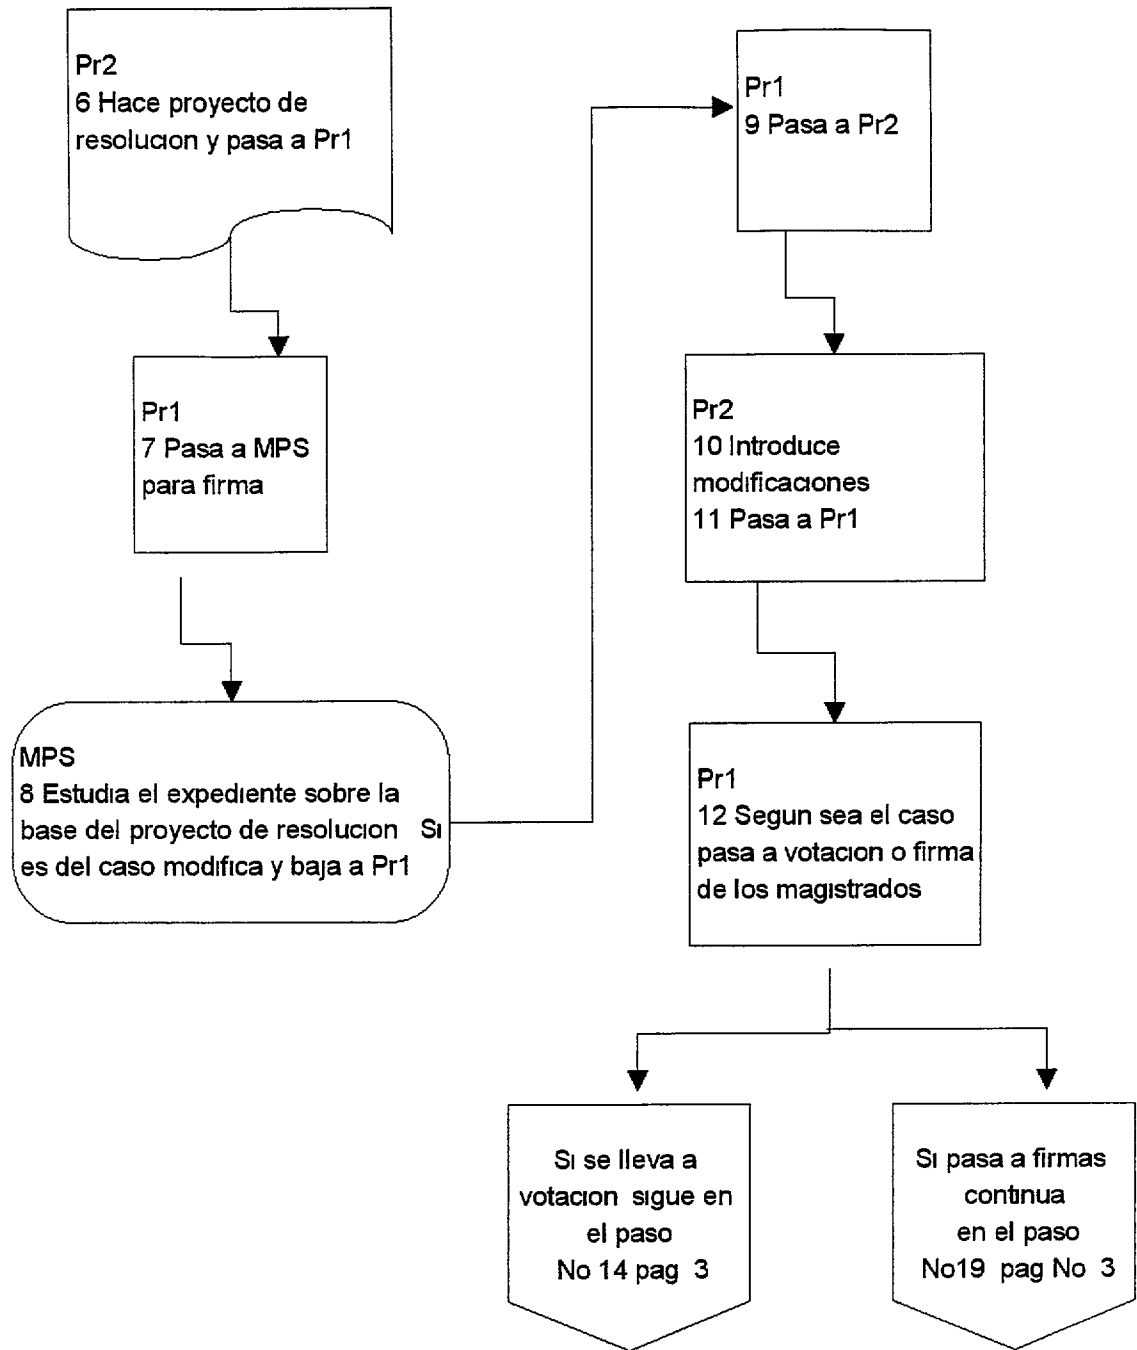 Pr2
6 Hace proyecto de
resolucion y pasa a Pr1
Pr1
7 Pasa a MPS
para firma
MPS
8 Estudia el expediente sobre la
base del proyecto de resolucion Si
es del caso modifica y baja a Pr1
Pr1
9 Pasa a Pr2
Pr2
10 Introduce
modificaciones
11 Pasa a Pr1
Pr1
12 Segun sea el caso
pasa a votacion o firma
de los magistrados
Si se lleva a
votacion sigue en
el paso
No 14 pag 3
Si pasa a firmas
continua
en el paso
No19 pag No 3